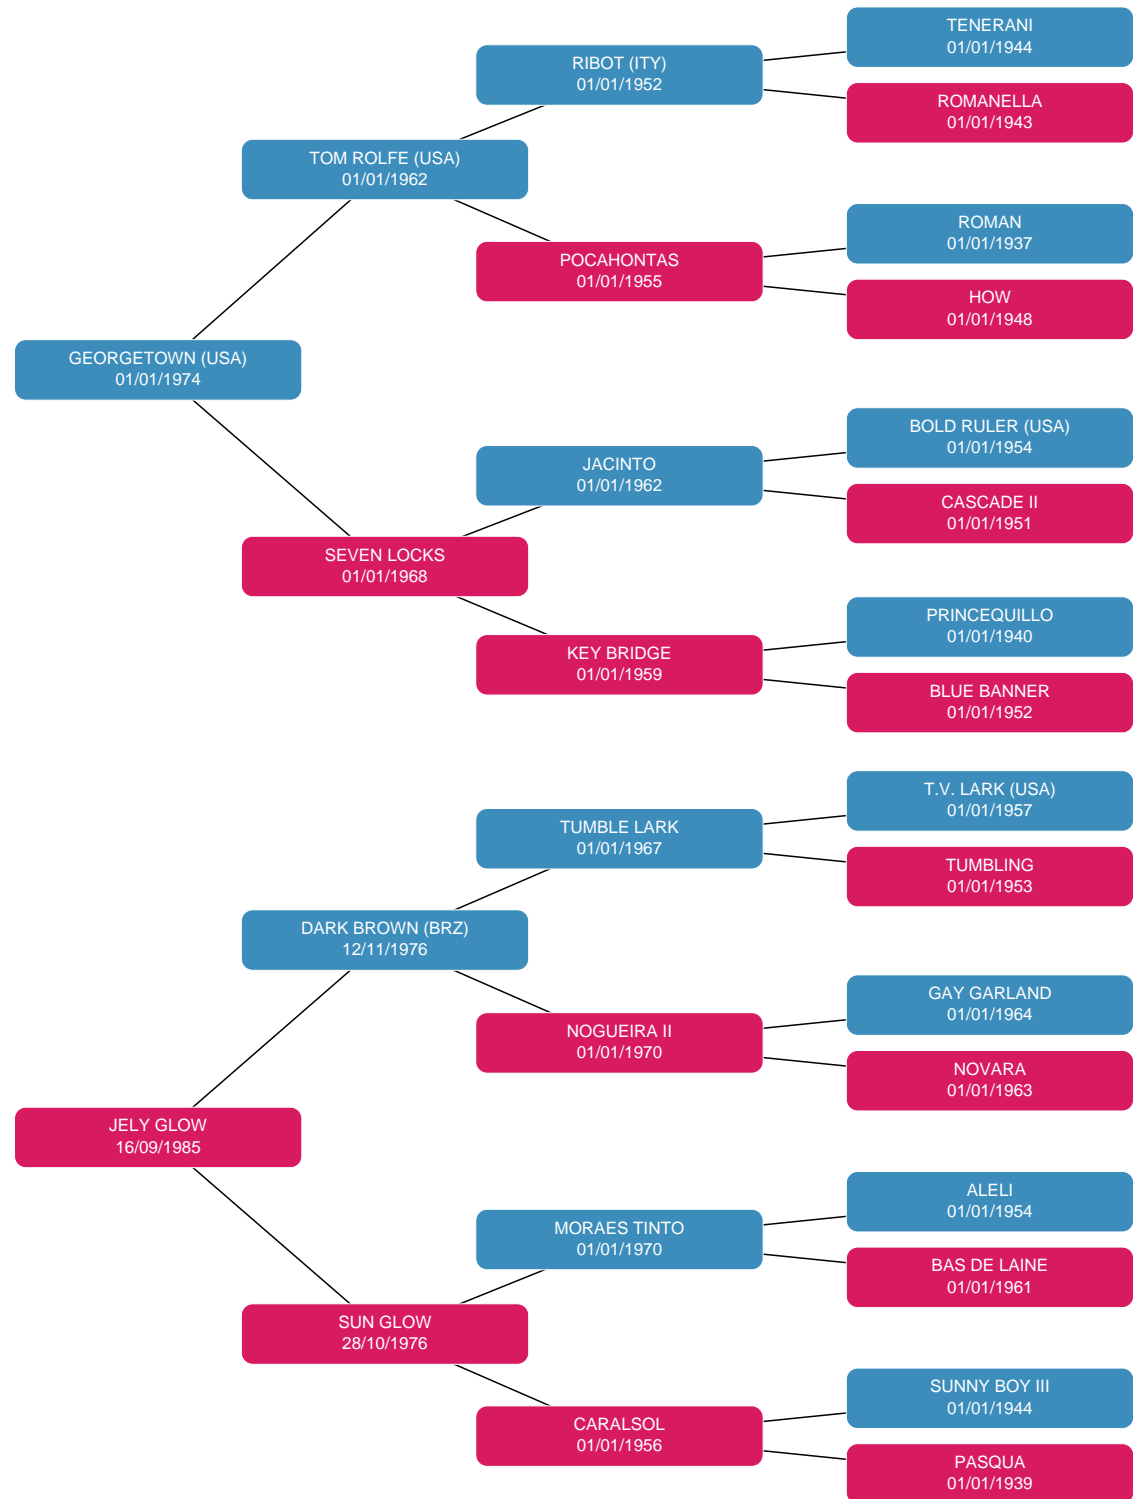 TENERANI
01/01/1944
RIBOT (ITY)
01/01/1952
ROMANELLA
01/01/1943
TOM ROLFE (USA)
01/01/1962
ROMAN
01/01/1937
POCAHONTAS
01/01/1955
HOW
01/01/1948
GEORGETOWN (USA)
01/01/1974
BOLD RULER (USA)
01/01/1954
JACINTO
01/01/1962
CASCADE II
01/01/1951
SEVEN LOCKS
01/01/1968
PRINCEQUILLO
01/01/1940
KEY BRIDGE
01/01/1959
BLUE BANNER
01/01/1952
T.V. LARK (USA)
01/01/1957
TUMBLE LARK
01/01/1967
TUMBLING
01/01/1953
DARK BROWN (BRZ)
12/11/1976
GAY GARLAND
01/01/1964
NOGUEIRA II
01/01/1970
NOVARA
01/01/1963
JELY GLOW
16/09/1985
ALELI
01/01/1954
MORAES TINTO
01/01/1970
BAS DE LAINE
01/01/1961
SUN GLOW
28/10/1976
SUNNY BOY III
01/01/1944
CARALSOL
01/01/1956
PASQUA
01/01/1939